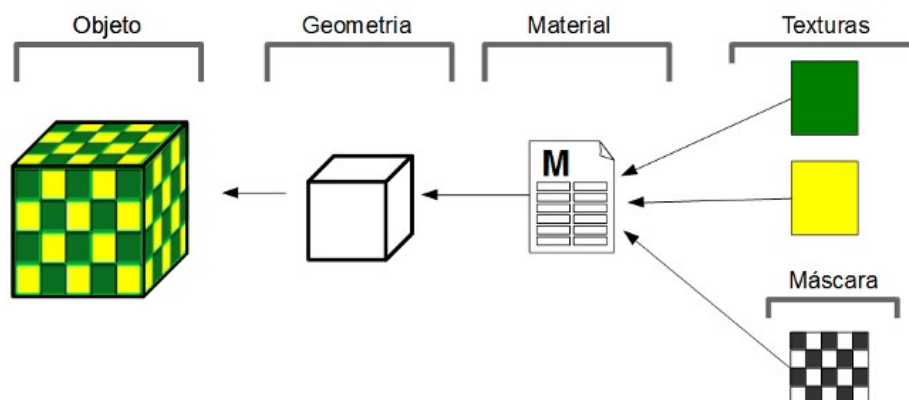 Objeto
Geometria
Material
Texturas
M
Máscara